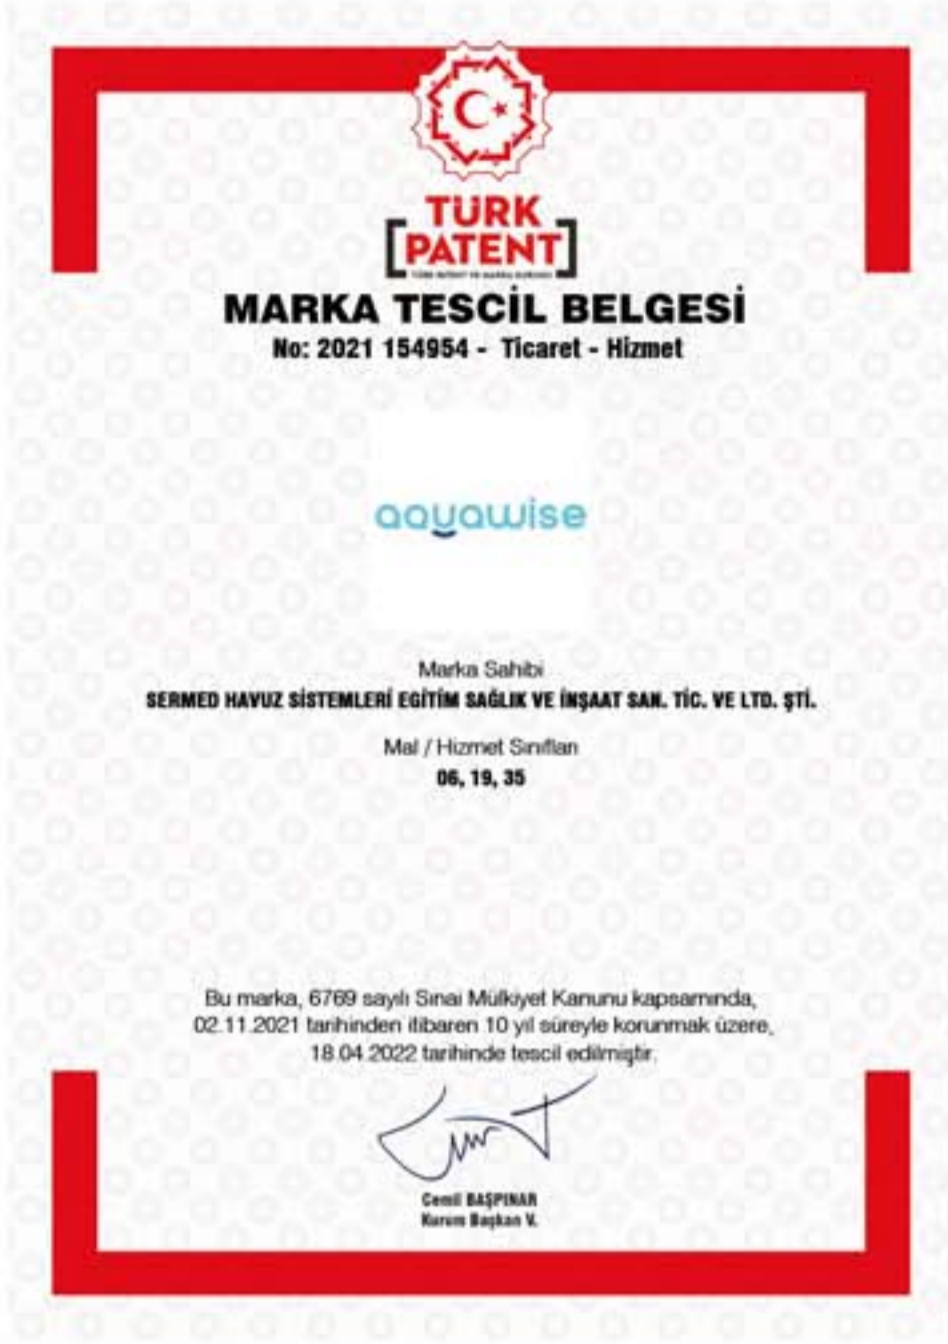 TÜRK
PATENT
MARKA TESCİL BELGESİ
No: 2021 154954 - Ticaret - Hizmet
aqyawise
Marka Sahibi
SERMED HAVUZ SİSTEMLERİ EGİTİM SAĞLIK VE İNŞAAT SAN. TİC. VE LTD. ŞTİ.
Mal / Hizmet Sınıfları
06, 19, 35
Bu marka, 6769 sayılı Sınai Mülkiyet Kanunu kapsamında,
02.11.2021 tarihinden itibaren 10 yıl süreyle korunmak üzere,
18.04.2022 tarihinde tescil edilmiştir.
Cemil BAŞPINAR
Kurum Başkan V.